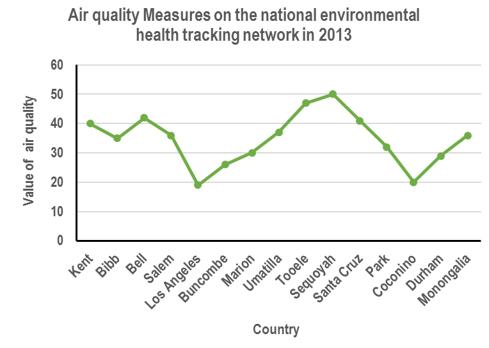 Air quality Measures on the national environmental
health tracking network in 2013
Value of air quality
60
50
40
30
20
10
0
Kent
Bibb
Bell
Salem
Los Angeles
Buncombe
Marion
Umatilla
Tooele
Sequoyah
Santa Cruz
Park
Coconino
Durham
Monongalia
Country